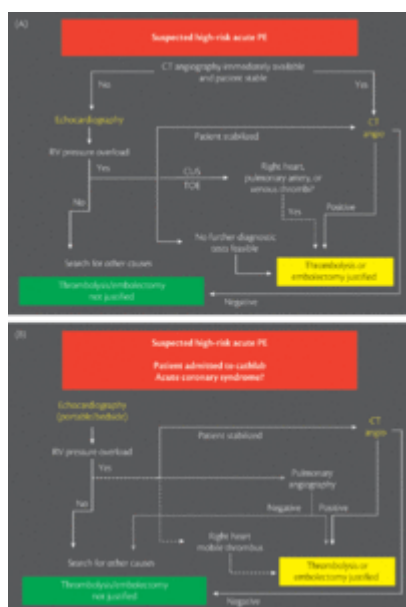 (A)
Suspected high-risk acute PE
CT angiography immediately available
and patient stable
No
Yes
Echocardiography
Patient stabilized
CT
angio
RV pressure overload
CUS
TOE
Right heart,
pulmonary artery, or
venous thrombi?
Yes
No
Yes
Positive
No further diagnostic
tests feasible
Search for other causes
Thrombolysis or
embolectomy justified
Thrombolysis/embolectomy
not justified
Negative
(B)
Suspected high-risk acute PE
Patient admitted to cathlab
Acute coronary syndrome?
Echocardiography
(portable/bedside)
CT
angio
Patient stabilized
RV pressure overload
Yes
Pulmonary
angiography
No
Negative
Positive
Right heart
mobile thrombus
Search for other causes
Thrombolysis or
embolectomy justified
Thrombolysis/embolectomy
not justified
Negative